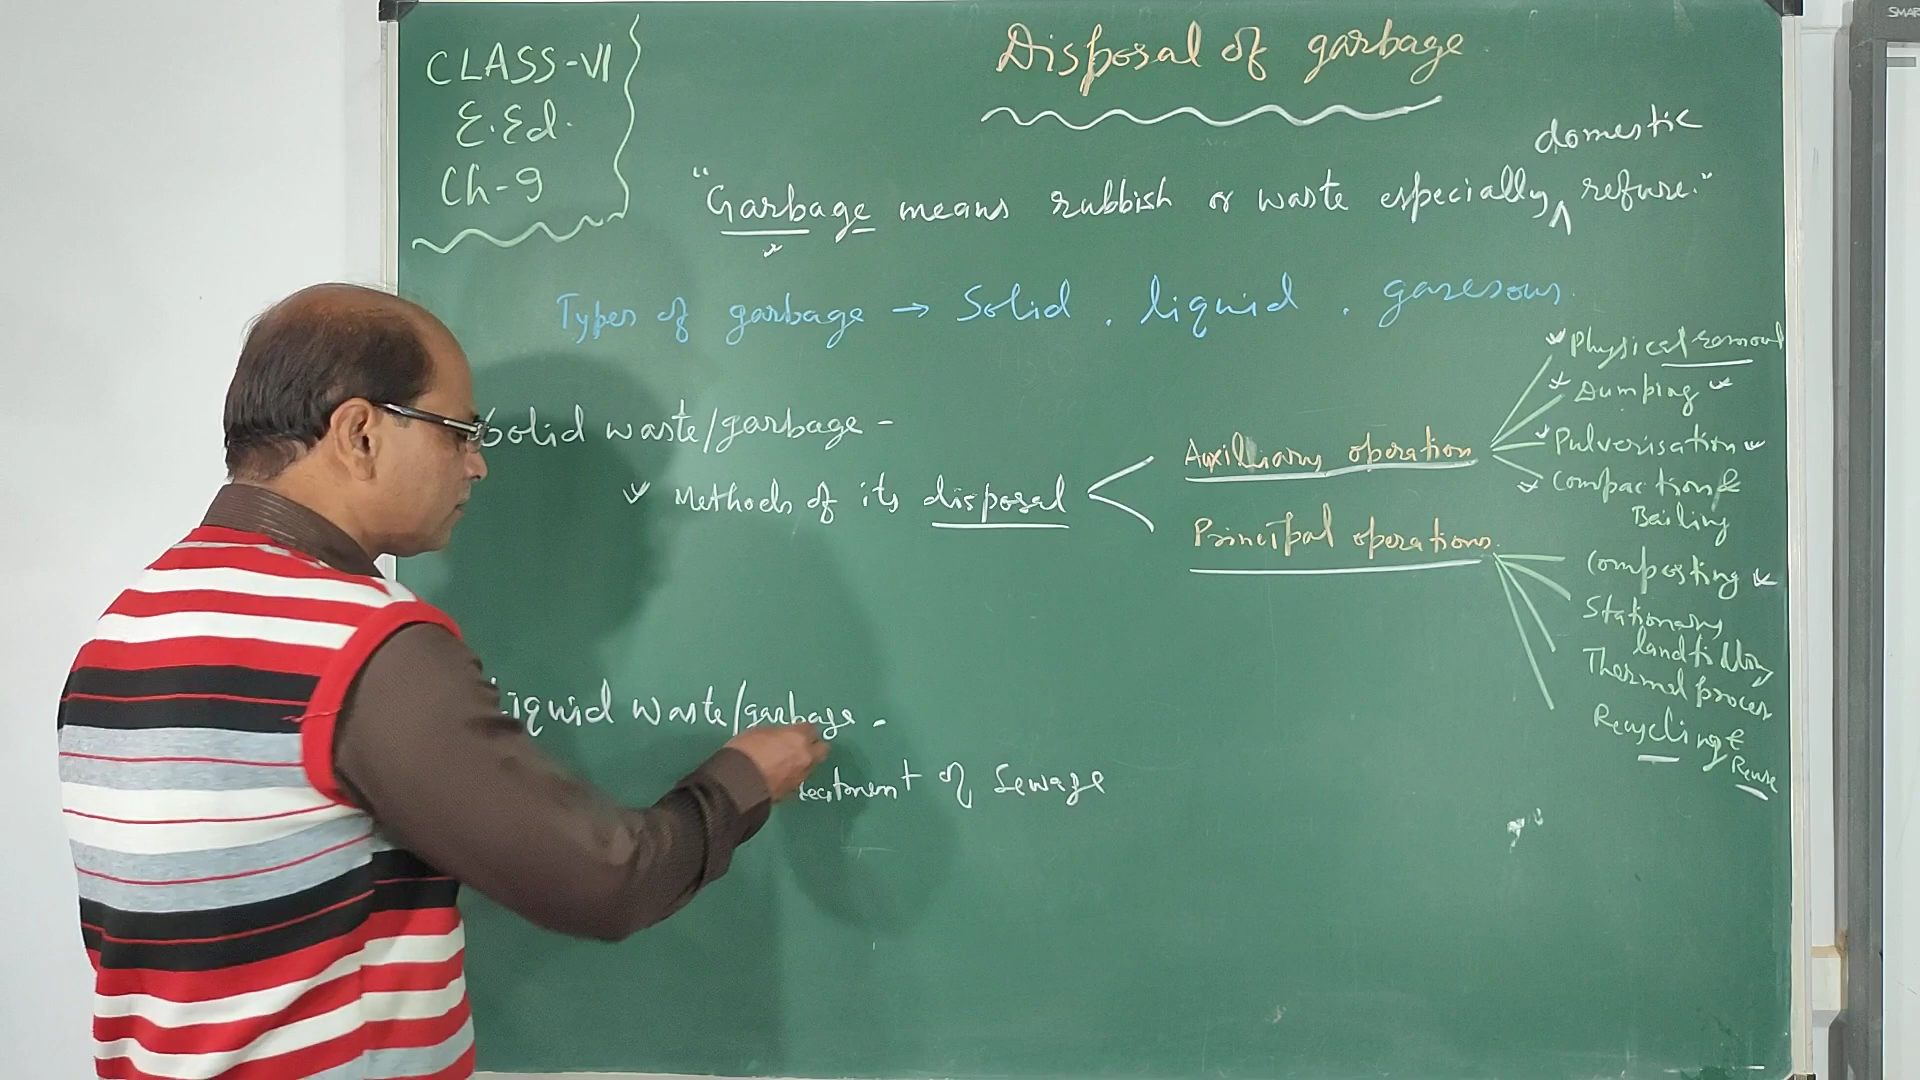 CLASS-VI
E.Ed.
Ch-9
Disposal of garbage
domestic
"Garbage means rubbish or waste especially ^ refuse."
Types of garbage → Solid, liquid, gaseous.
Solid waste/garbage -
Methods of its disposal
Auxiliary operation
Physical removal
Dumping
Pulverisation
Compaction &
Bailing
Principal operations.
Composting
Stationary
landfilling
Thermal process
Recycling &
Reuse
Liquid waste/garbage -
Treatment of Sewage
SMAR